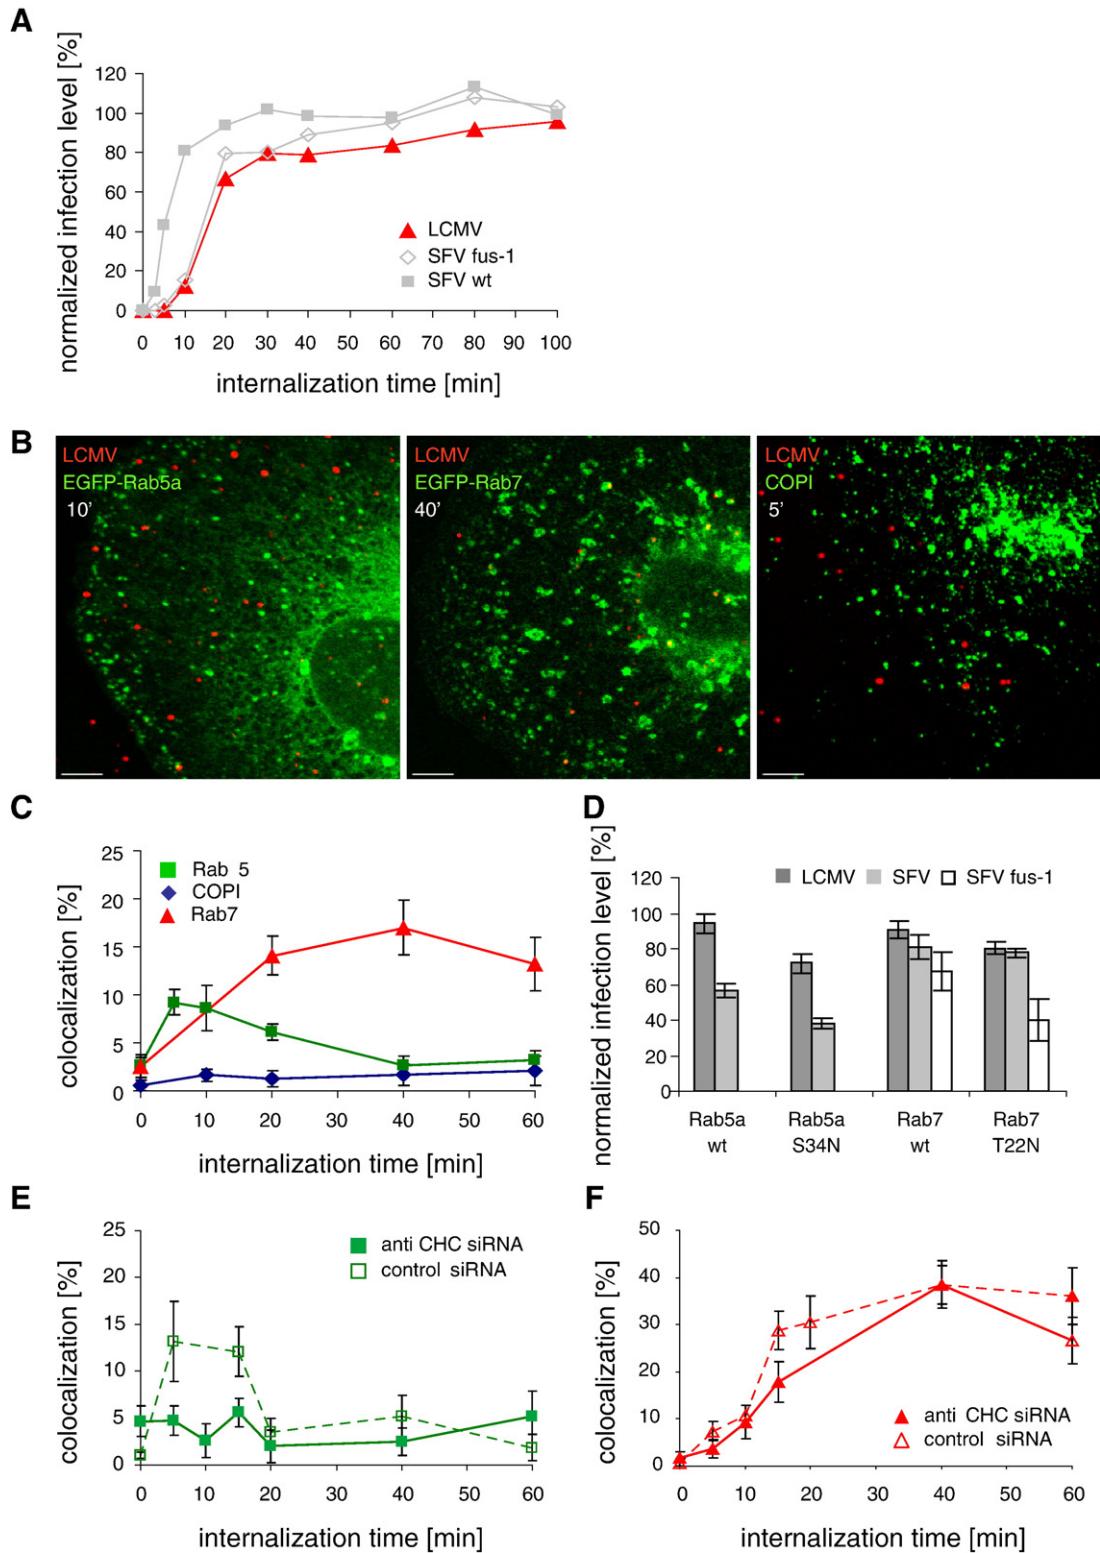 A
normalized infection level [%]
120
100
80
60
40
20
0
LCMV
SFV fus-1
SFV wt
0 10 20 30 40 50 60 70 80 90 100
internalization time [min]
B
LCMV
EGFP-Rab5a
10'
LCMV
EGFP-Rab7
40'
LCMV
COPI
5'
C
colocalization [%]
25
20
15
10
5
0
Rab 5
COPI
Rab7
0 10 20 30 40 50 60
internalization time [min]
D
normalized infection level [%]
120
100
80
60
40
20
0
LCMV SFV SFV fus-1
Rab5a Rab5a Rab7 Rab7
wt S34N wt T22N
E
colocalization [%]
25
20
15
10
5
0
anti CHC siRNA
control siRNA
0 10 20 30 40 50 60
internalization time [min]
F
colocalization [%]
50
40
30
20
10
0
anti CHC siRNA
control siRNA
0 10 20 30 40 50 60
internalization time [min]